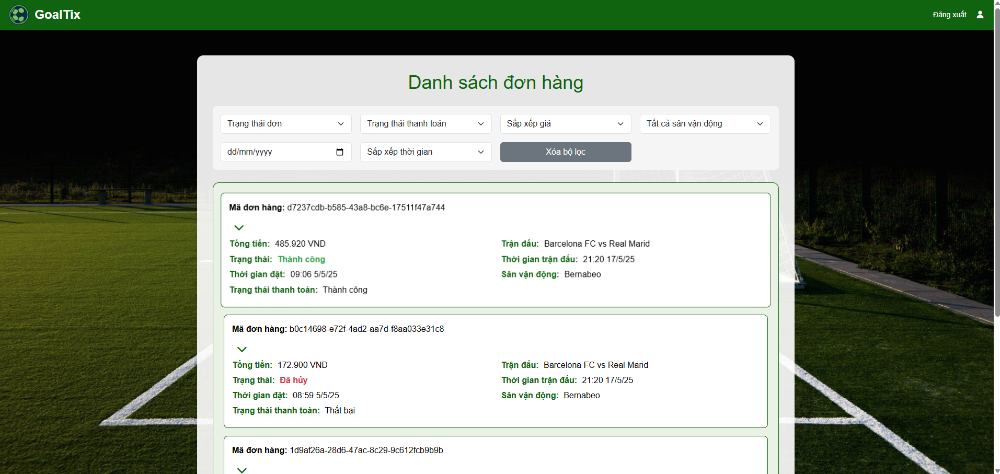 GoalTix
Đăng xuất
Danh sách đơn hàng
Trạng thái đơn
Trạng thái thanh toán
Sắp xếp giá
Tất cả sân vận động
dd/mm/yyyy
Sắp xếp thời gian
Xóa bộ lọc
Mã đơn hàng: d7237cdb-b585-43a8-bc6e-17511f47a744
Tổng tiền: 485.920 VND
Trạng thái: Thành công
Thời gian đặt: 09:06 5/5/25
Trạng thái thanh toán: Thành công
Trận đấu: Barcelona FC vs Real Marid
Thời gian trận đấu: 21:20 17/5/25
Sân vận động: Bernabeo
Mã đơn hàng: b0c14698-e72f-4ad2-aa7d-f8aa033e31c8
Tổng tiền: 172.900 VND
Trạng thái: Đã hủy
Thời gian đặt: 08:59 5/5/25
Trạng thái thanh toán: Thất bại
Trận đấu: Barcelona FC vs Real Marid
Thời gian trận đấu: 21:20 17/5/25
Sân vận động: Bernabeo
Mã đơn hàng: 1d9af26a-28d6-47ac-8c29-9c612fcb9b9b